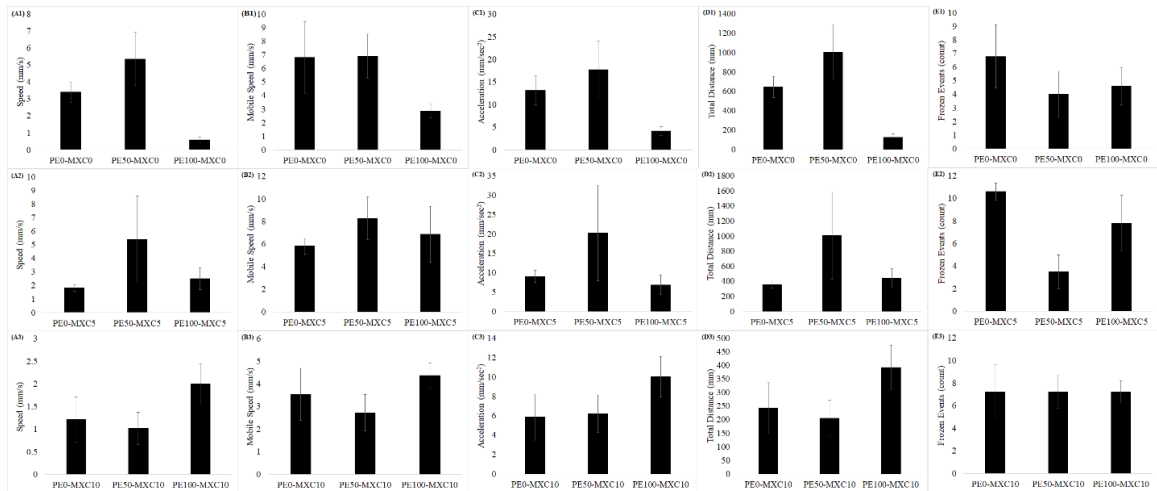 (A1)
Speed (mm/s)
8
7
6
5
4
3
2
1
0
PE0-MXC0 PE50-MXC0 PE100-MXC0
(B1)
Mobile Speed (mm/s)
10
9
8
7
6
5
4
3
2
1
0
PE0-MXC0 PE50-MXC0 PE100-MXC0
(C1)
Acceleration (mm/sec²)
30
25
20
15
10
5
0
PE0-MXC0 PE50-MXC0 PE100-MXC0
(D1)
Total Distance (mm)
1400
1200
1000
800
600
400
200
0
PE0-MXC0 PE50-MXC0 PE100-MXC0
(E1)
Frozen Events (count)
10
9
8
7
6
5
4
3
2
1
0
PE0-MXC0 PE50-MXC0 PE100-MXC0
(A2)
Speed (mm/s)
10
9
8
7
6
5
4
3
2
1
0
PE0-MXC5 PE50-MXC5 PE100-MXC5
(B2)
Mobile Speed (mm/s)
12
10
8
6
4
2
0
PE0-MXC5 PE50-MXC5 PE100-MXC5
(C2)
Acceleration (mm/sec²)
35
30
25
20
15
10
5
0
PE0-MXC5 PE50-MXC5 PE100-MXC5
(D2)
Total Distance (mm)
1800
1600
1400
1200
1000
800
600
400
200
0
PE0-MXC5 PE50-MXC5 PE100-MXC5
(E2)
Frozen Events (count)
12
10
8
6
4
2
0
PE0-MXC5 PE50-MXC5 PE100-MXC5
(A3)
Speed (mm/s)
3
2.5
2
1.5
1
0.5
0
PE0-MXC10 PE50-MXC10 PE100-MXC10
(B3)
Mobile Speed (mm/s)
6
5
4
3
2
1
0
PE0-MXC10 PE50-MXC10 PE100-MXC10
(C3)
Acceleration (mm/sec²)
14
12
10
8
6
4
2
0
PE0-MXC10 PE50-MXC10 PE100-MXC10
(D3)
Total Distance (mm)
500
450
400
350
300
250
200
150
100
50
0
PE0-MXC10 PE50-MXC10 PE100-MXC10
(E3)
Frozen Events (count)
12
10
8
6
4
2
0
PE0-MXC10 PE50-MXC10 PE100-MXC10